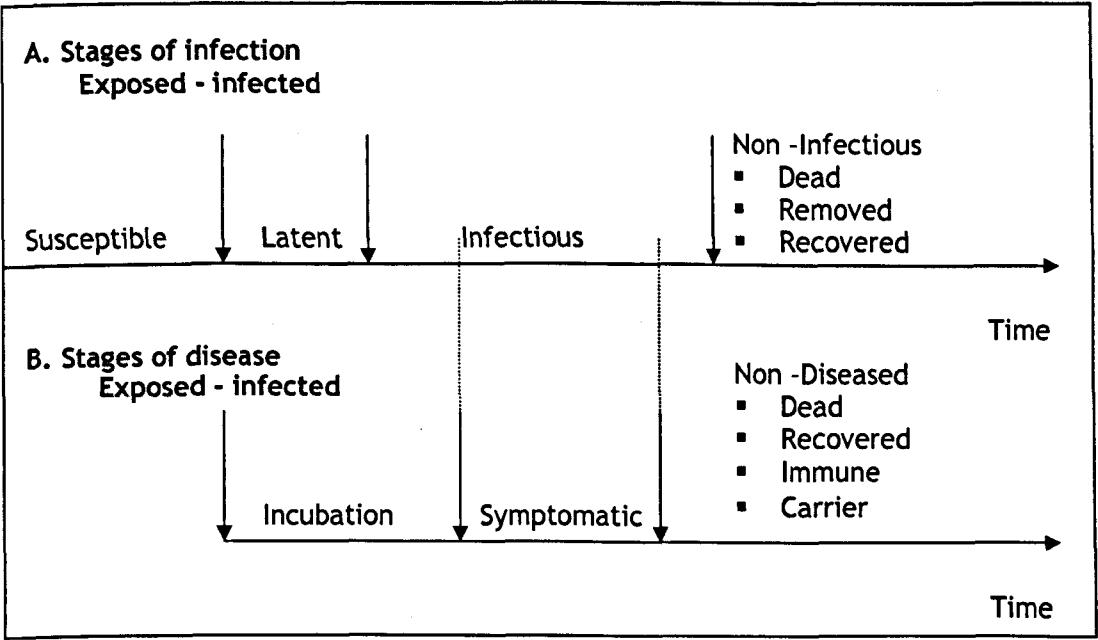 A. Stages of infection
Exposed - infected
Non -Infectious
▪ Dead
▪ Removed
▪ Recovered
Susceptible Latent Infectious
Time
B. Stages of disease
Exposed - infected
Non -Diseased
▪ Dead
▪ Recovered
▪ Immune
▪ Carrier
Incubation Symptomatic
Time